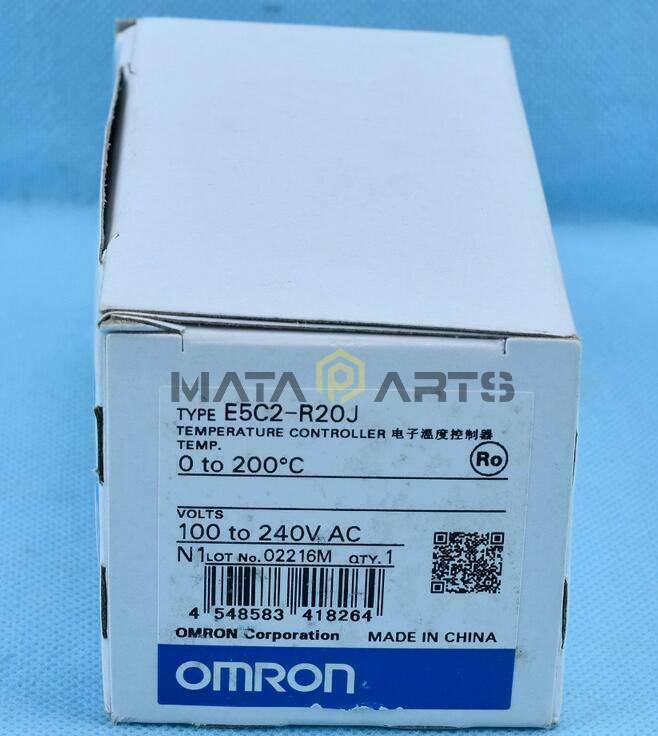 MATA PARTS
TYPE E5C2-R20J
TEMPERATURE CONTROLLER 电子温度控制器
TEMP.
0 to 200°C
Ro
VOLTS
100 to 240V AC
N1 LOT No. 02216M QTY. 1
4 548583 418264
OMRON Corporation MADE IN CHINA
OMRON